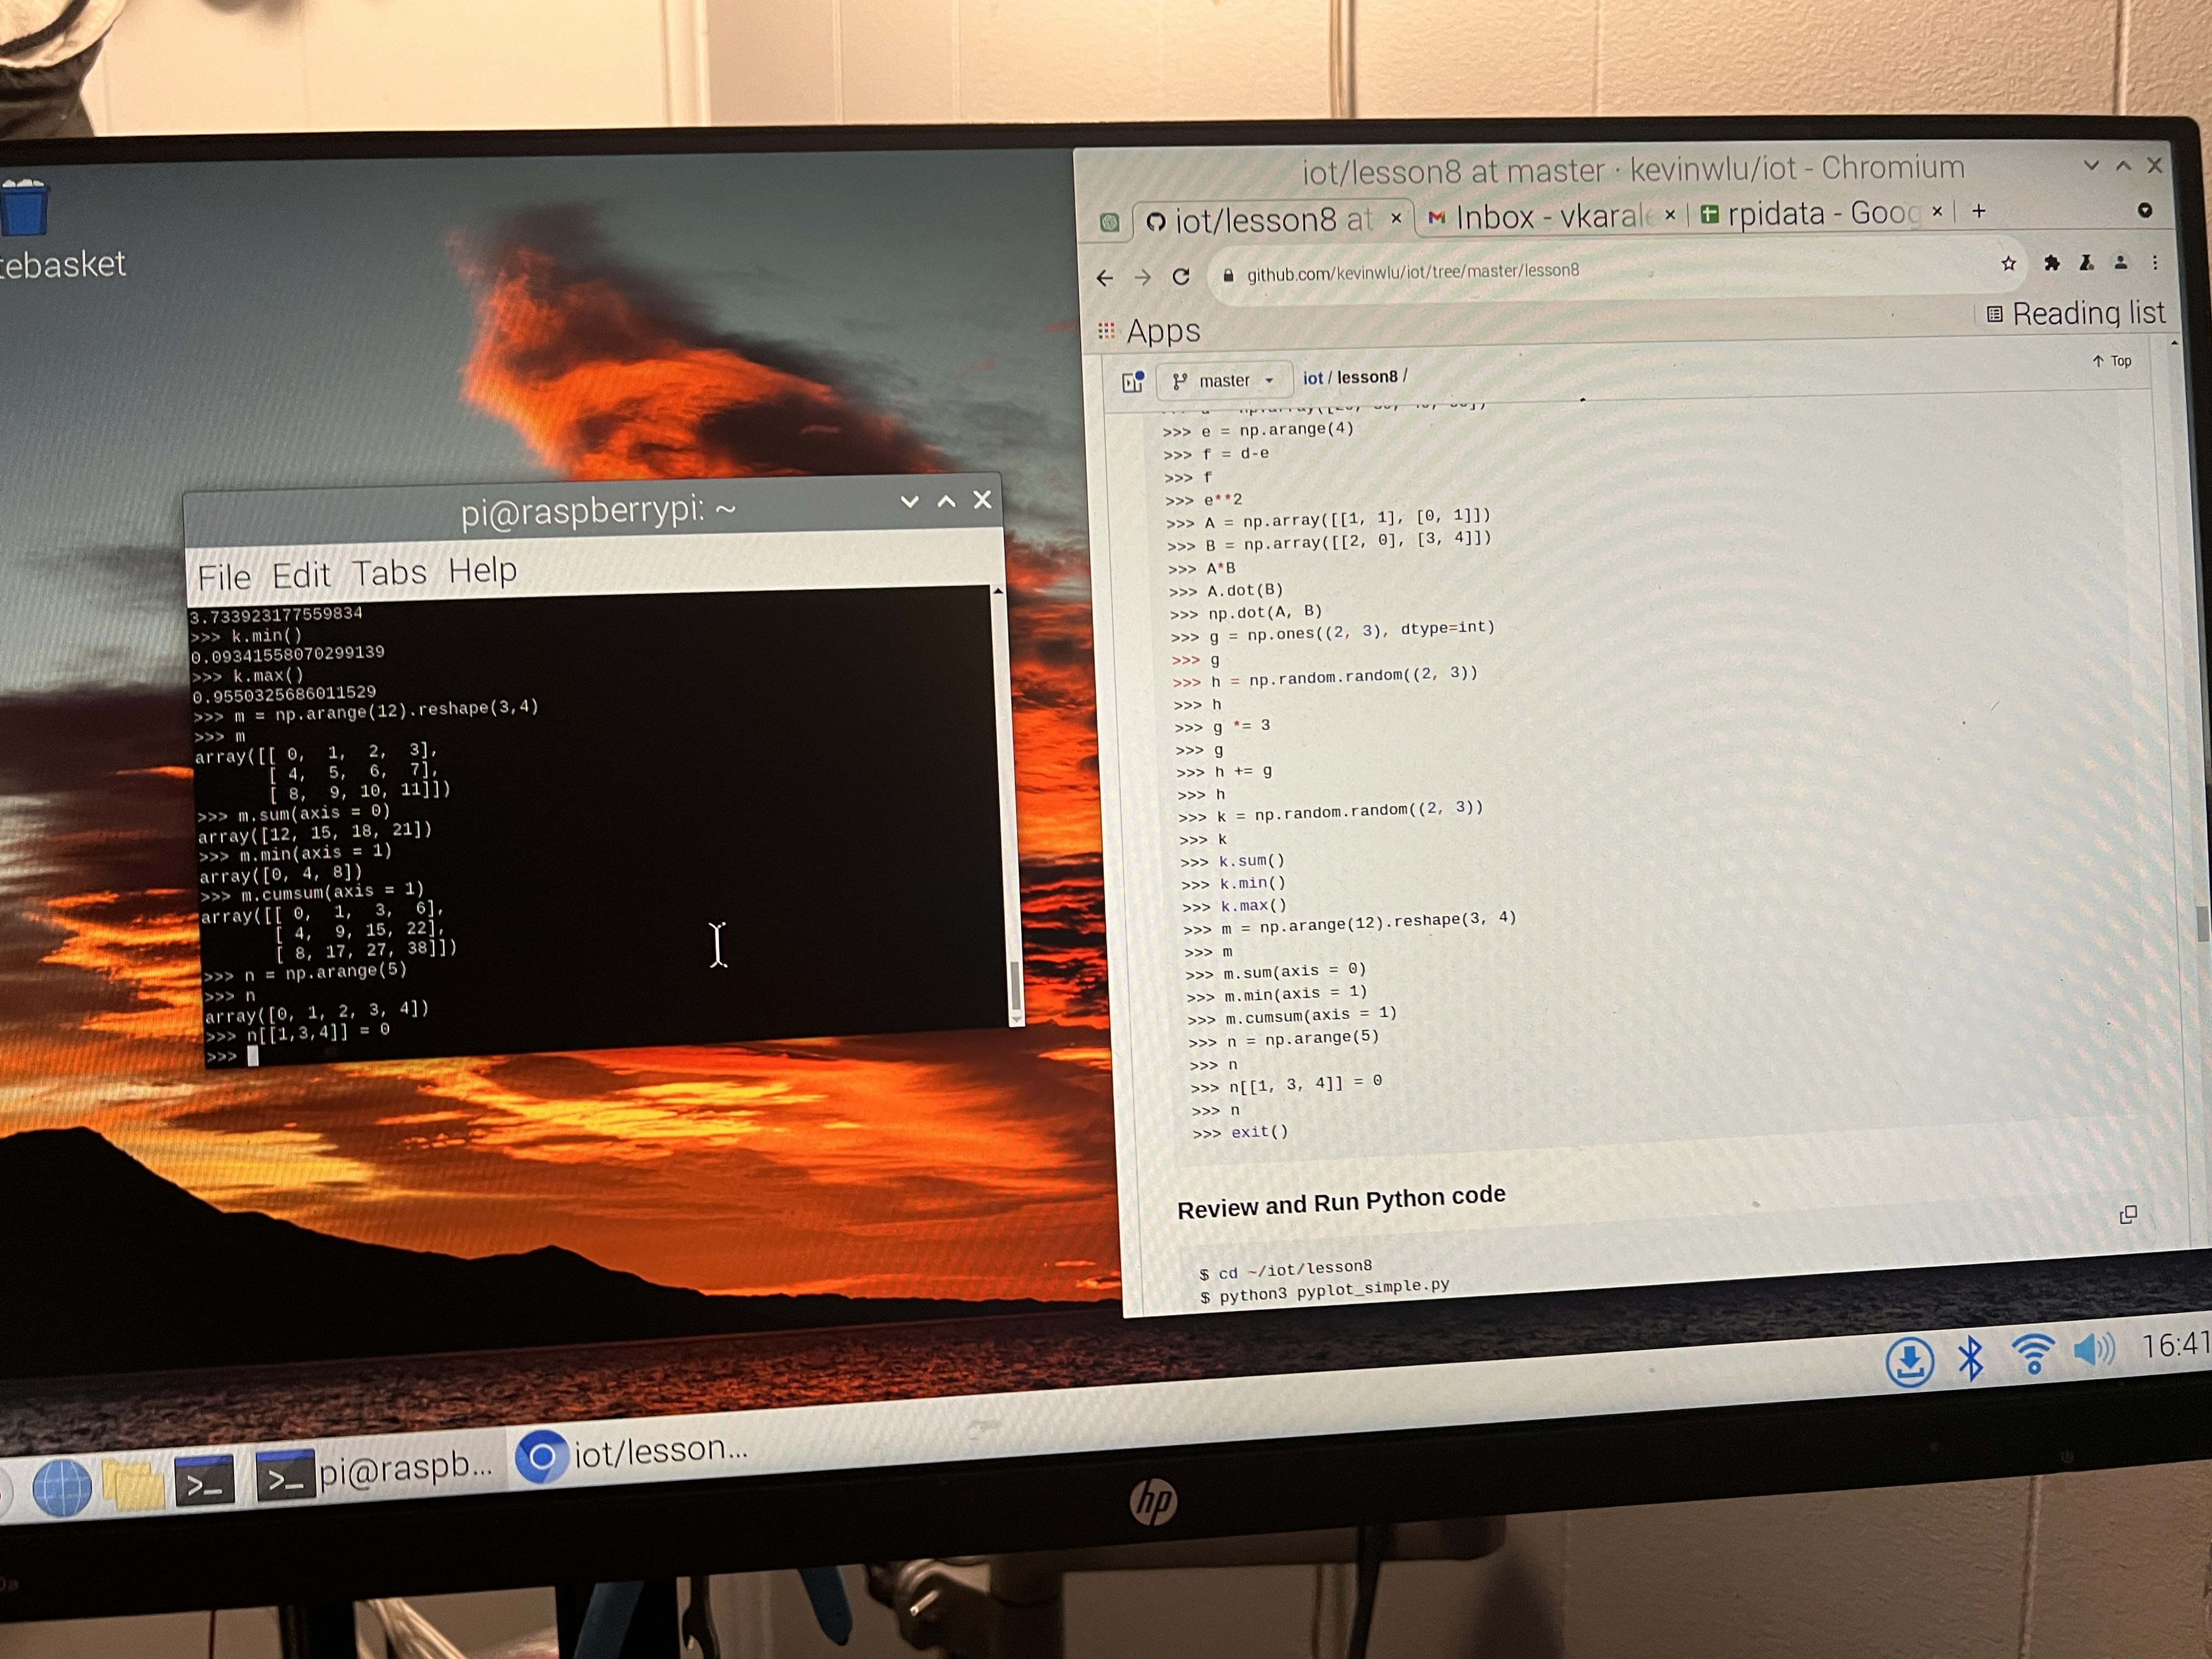 tebasket
pi@raspberrypi: ~
File Edit Tabs Help
3.733923177559834
>>> k.min()
0.09341558070299139
>>> k.max()
0.9550325686011529
>>> m = np.arange(12).reshape(3,4)
>>> m
array([[ 0, 1, 2, 3],
[ 4, 5, 6, 7],
[ 8, 9, 10, 11]])
>>> m.sum(axis = 0)
array([12, 15, 18, 21])
>>> m.min(axis = 1)
array([0, 4, 8])
>>> m.cumsum(axis = 1)
array([[ 0, 1, 3, 6],
[ 4, 9, 15, 22],
[ 8, 17, 27, 38]])
>>> n = np.arange(5)
>>> n
array([0, 1, 2, 3, 4])
>>> n[[1,3,4]] = 0
>>>
iot/lesson8 at master · kevinwlu/iot - Chromium
iot/lesson8 at × Inbox - vkarale × rpidata - Goog × +
github.com/kevinwlu/iot/tree/master/lesson8
Apps
Reading list
master iot / lesson8 /
↑ Top
>>> e = np.arange(4)
>>> f = d-e
>>> f
>>> e**2
>>> A = np.array([[1, 1], [0, 1]])
>>> B = np.array([[2, 0], [3, 4]])
>>> A*B
>>> A.dot(B)
>>> np.dot(A, B)
>>> g = np.ones((2, 3), dtype=int)
>>> g
>>> h = np.random.random((2, 3))
>>> h
>>> g *= 3
>>> g
>>> h += g
>>> h
>>> k = np.random.random((2, 3))
>>> k
>>> k.sum()
>>> k.min()
>>> k.max()
>>> m = np.arange(12).reshape(3, 4)
>>> m
>>> m.sum(axis = 0)
>>> m.min(axis = 1)
>>> m.cumsum(axis = 1)
>>> n = np.arange(5)
>>> n
>>> n[[1, 3, 4]] = 0
>>> n
>>> exit()
Review and Run Python code
$ cd ~/iot/lesson8
$ python3 pyplot_simple.py
>_ >_ pi@raspb... iot/lesson...
16:41
hp